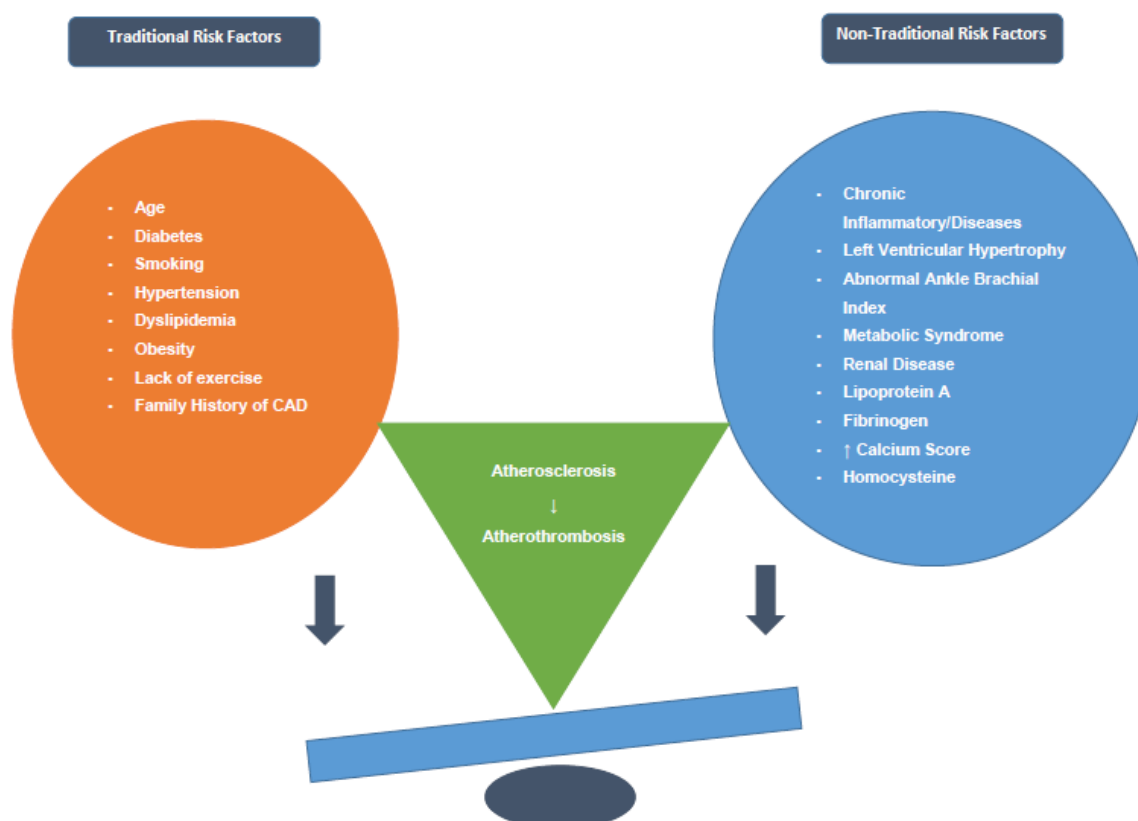 Traditional Risk Factors
Non-Traditional Risk Factors
- Age
- Diabetes
- Smoking
- Hypertension
- Dyslipidemia
- Obesity
- Lack of exercise
- Family History of CAD
- Chronic
Inflammatory/Diseases
- Left Ventricular Hypertrophy
- Abnormal Ankle Brachial
Index
- Metabolic Syndrome
- Renal Disease
- Lipoprotein A
- Fibrinogen
- ↑ Calcium Score
- Homocysteine
Atherosclerosis
↓
Atherothrombosis